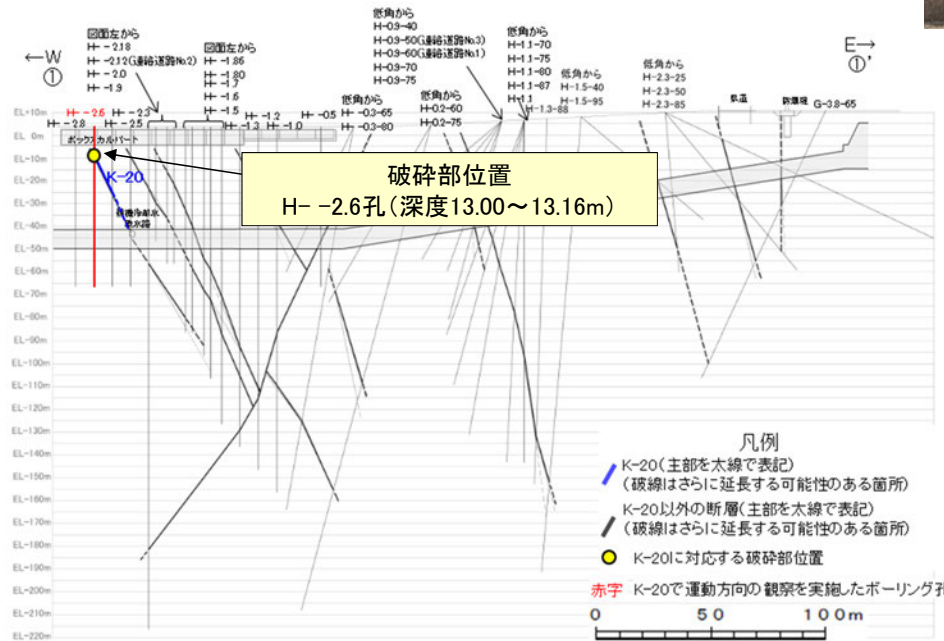 ←W
①
図面左から
H- -2.18
H- -2.12(連絡道路No.2)
H- -2.0
H- -1.9
図面左から
H- -1.86
H- -1.80
H- -1.7
H- -1.6
H- -1.5
低角から
H-0.9-40
H-0.9-50(連絡道路No.3)
H-0.9-60(連絡道路No.1)
H-0.9-70
H-0.9-75
低角から
H-1.1-70
H-1.1-75
H-1.1-80
H-1.1-87
H-1.1
H-1.3-88
低角から
H-1.5-40
H-1.5-95
低角から
H-2.3-25
H-2.3-50
H-2.3-85
E→
①'
軌道
防潮堤
G-3.8-65
H- -2.6
H- -2.3
H- -2.8
H- -2.5
H- -1.3
H- -1.2
H- -1.0
H- -0.5
低角から
H- -0.3-65
H- -0.3-80
低角から
H-0.2-60
H-0.2-75
ボックスカルバート
K-20
破砕部位置
H- -2.6孔(深度13.00～13.16m)
EL+10m
EL 0m
EL-10m
EL-20m
EL-30m
EL-40m
EL-50m
EL-60m
EL-70m
EL-80m
EL-90m
EL-100m
EL-110m
EL-120m
EL-130m
EL-140m
EL-150m
EL-160m
EL-170m
EL-180m
EL-190m
EL-200m
EL-210m
EL-220m
凡例
K-20(主部を太線で表記)
(破線はさらに延長する可能性のある箇所)
K-20以外の断層(主部を太線で表記)
(破線はさらに延長する可能性のある箇所)
K-20に対応する破砕部位置
赤字 K-20で運動方向の観察を実施したボーリング孔
0 50 100m